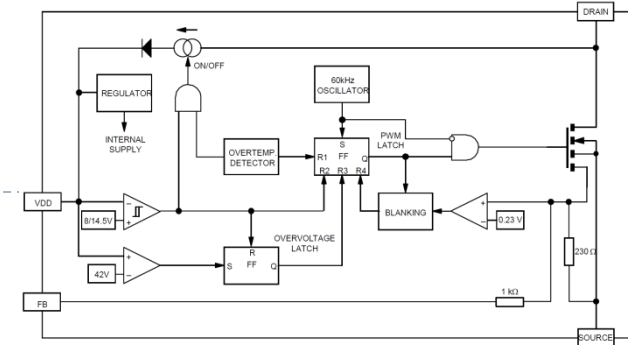 DRAIN
ON/OFF
60kHz
OSCILLATOR
REGULATOR
PWM
LATCH
INTERNAL
SUPPLY
S
FF
R1
Q
R2 R3 R4
OVERTEMP.
DETECTOR
VDD
8/14.5V
BLANKING
0.23 V
OVERVOLTAGE
LATCH
R
FF
S
Q
42V
230 Ω
1 kΩ
FB
SOURCE